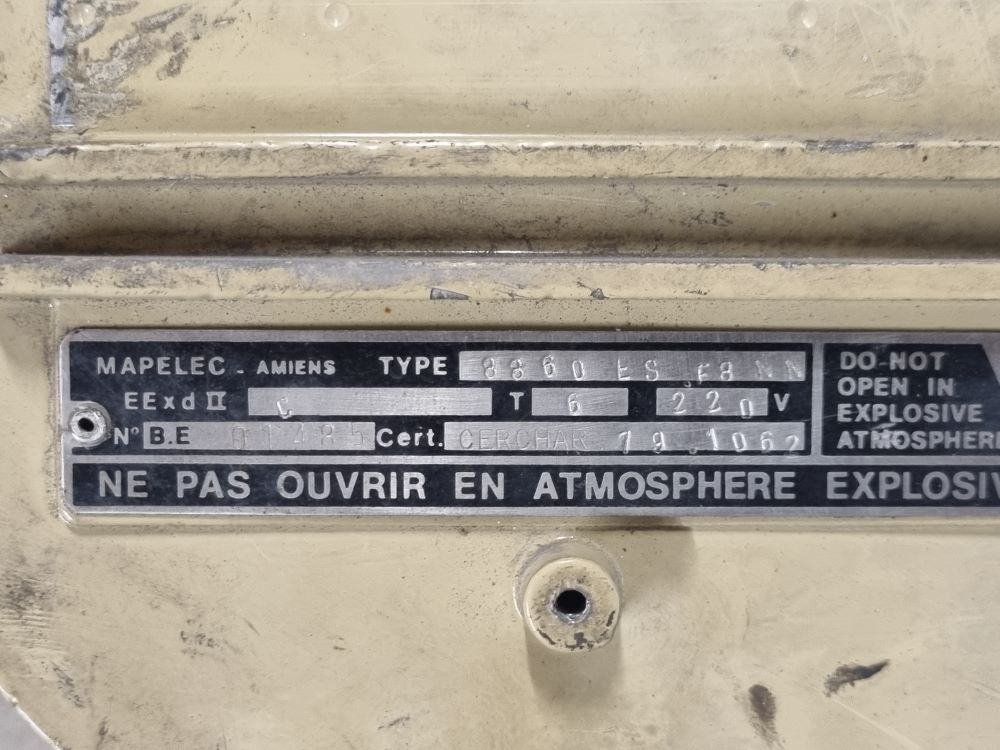 MAPELEC - AMIENS TYPE 8860 ES F8 NN
EExd II C T 6 220 V
N° B.E 01485 Cert. CERCHAR 79.1062
DO-NOT
OPEN IN
EXPLOSIVE
ATMOSPHERE
NE PAS OUVRIR EN ATMOSPHERE EXPLOSIV